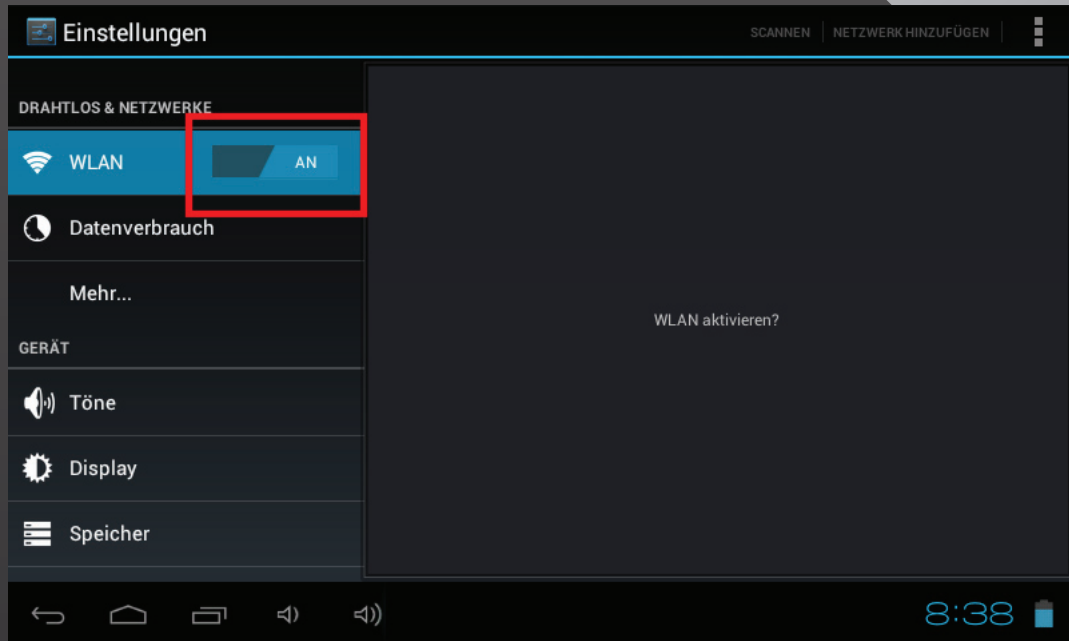 Einstellungen
SCANNEN
NETZWERK HINZUFÜGEN
DRAHTLOS & NETZWERKE
WLAN
AN
Datenverbrauch
Mehr...
WLAN aktivieren?
GERÄT
Töne
Display
Speicher
8:38